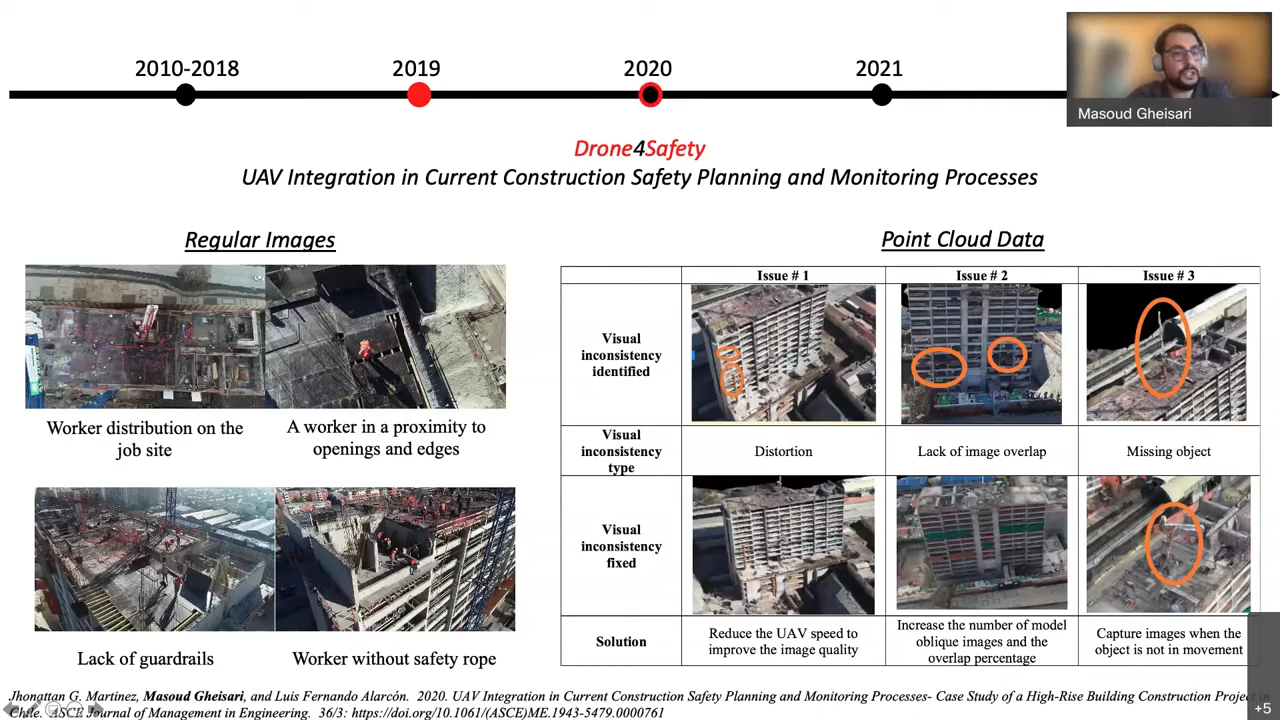 2010-2018
2019
2020
2021
Masoud Gheisari
Drone4Safety
UAV Integration in Current Construction Safety Planning and Monitoring Processes
Regular Images
Point Cloud Data
Worker distribution on the
job site
A worker in a proximity to
openings and edges
Lack of guardrails
Worker without safety rope
Issue # 1
Issue # 2
Issue # 3
Visual
inconsistency
identified
Visual
inconsistency
type
Distortion
Lack of image overlap
Missing object
Visual
inconsistency
fixed
Solution
Reduce the UAV speed to
improve the image quality
Increase the number of model
oblique images and the
overlap percentage
Capture images when the
object is not in movement
Jhonattan G. Martinez, Masoud Gheisari, and Luis Fernando Alarcón. 2020. UAV Integration in Current Construction Safety Planning and Monitoring Processes- Case Study of a High-Rise Building Construction Project in
Chile. ASCE Journal of Management in Engineering. 36/3: https://doi.org/10.1061/(ASCE)ME.1943-5479.0000761
+5